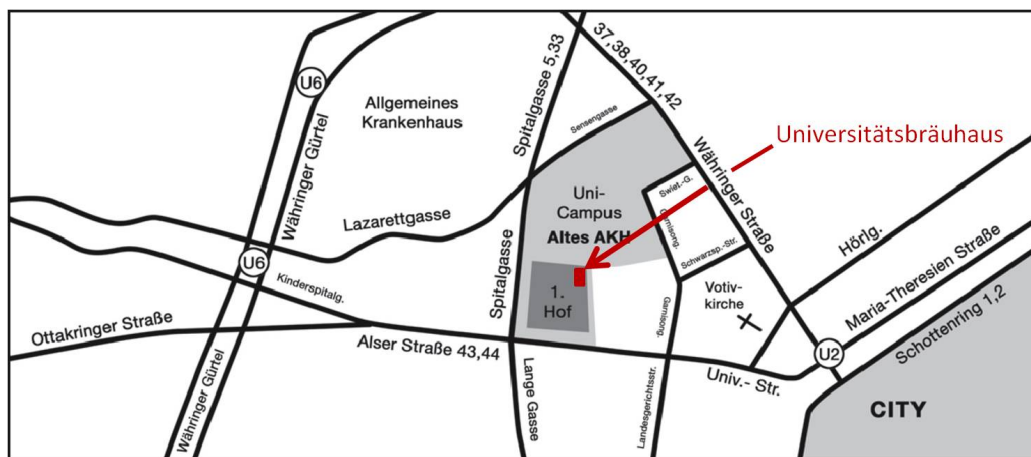 37,38,40,41,42
Spitalgasse 5,33
U6
Allgemeines
Krankenhaus
Währinger Gürtel
Sensengasse
Universitätsbräuhaus
Währinger Straße
Swiet.-G.
Uni-
Campus
Altes AKH
Garnisong.
Schwarzsp.-Str.
Lazarettgasse
Hörlg.
Maria-Theresien Straße
U6
Kinderspitalg.
Spitalgasse
1.
Hof
Votiv-
kirche
Garnisong.
Ottakringer Straße
Alser Straße 43,44
U2
Schottenring 1,2
Univ.- Str.
Währinger Gürtel
Lange Gasse
Landesgerichtsstr.
CITY